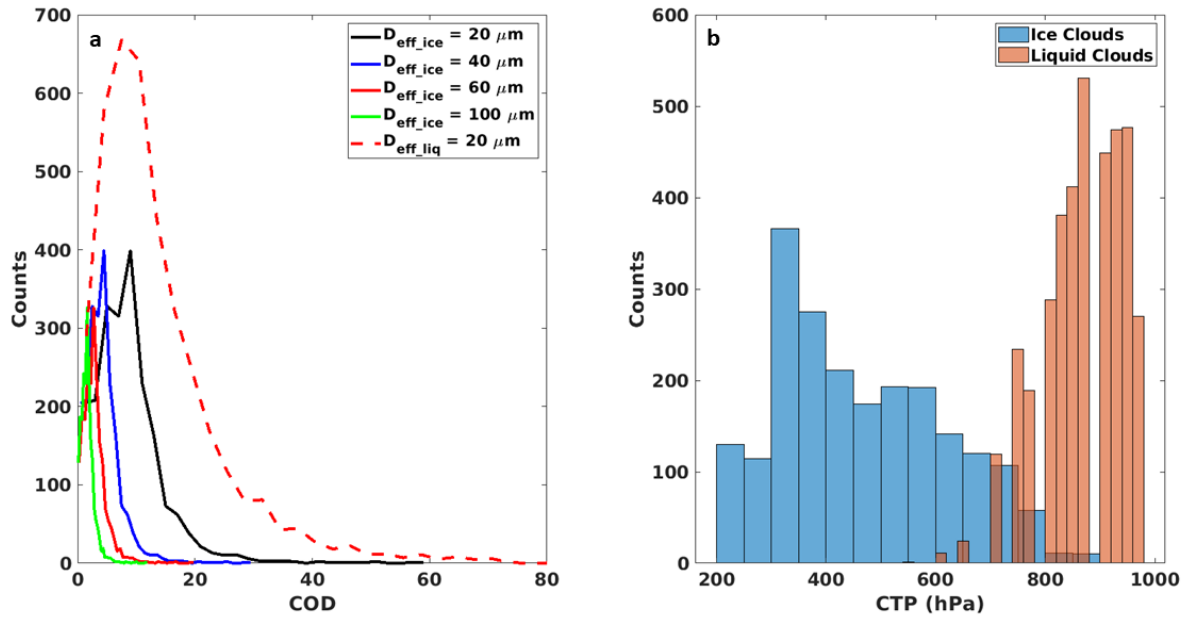 a
700
600
500
400
300
200
100
0
Counts
0
20
40
60
80
COD
D_eff_ice = 20 μm
D_eff_ice = 40 μm
D_eff_ice = 60 μm
D_eff_ice = 100 μm
D_eff_liq = 20 μm
b
600
500
400
300
200
100
0
Counts
200
400
600
800
1000
CTP (hPa)
Ice Clouds
Liquid Clouds